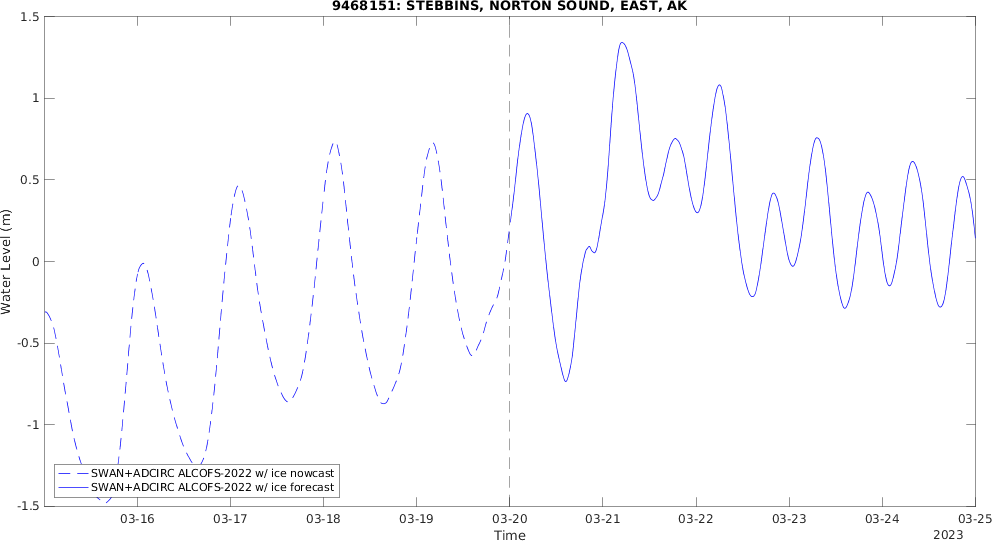 9468151: STEBBINS, NORTON SOUND, EAST, AK
Water Level (m)
1.5
1
0.5
0
-0.5
-1
-1.5
SWAN+ADCIRC ALCOFS-2022 w/ ice nowcast
SWAN+ADCIRC ALCOFS-2022 w/ ice forecast
03-16 03-17 03-18 03-19 03-20 03-21 03-22 03-23 03-24 03-25
Time
2023